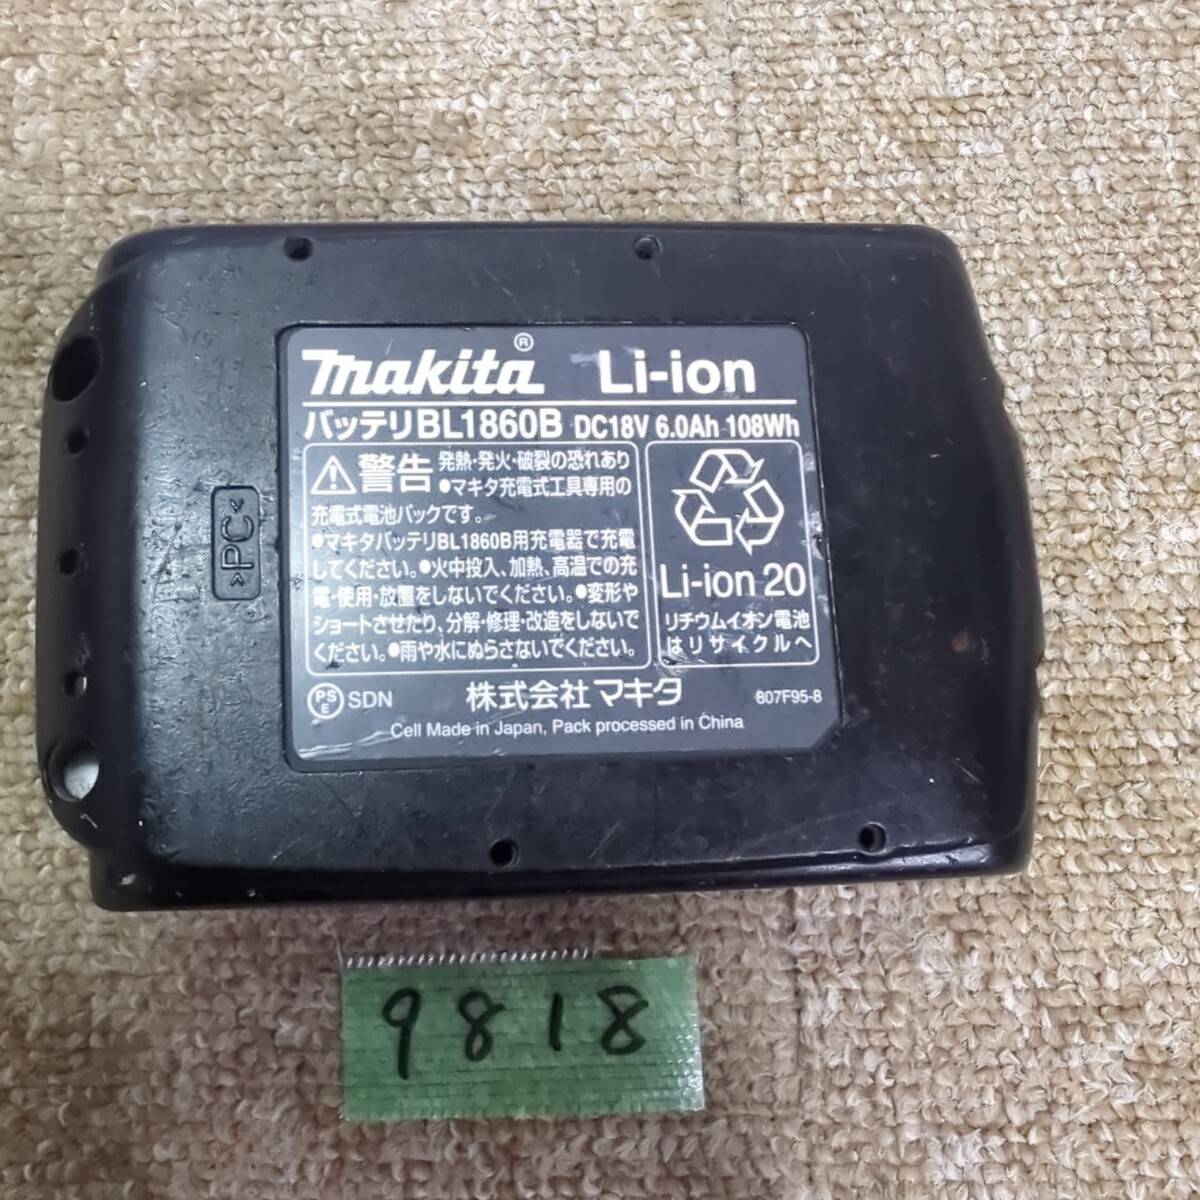 makita® Li-ion
バッテリBL1860B DC18V 6.0Ah 108Wh
⚠警告 発熱・発火・破裂の恐れあり
●マキタ充電式工具専用の
充電式電池パックです。
●マキタバッテリBL1860B用充電器で充電
してください。●火中投入、加熱、高温での充
電・使用・放置をしないでください。●変形や
ショートさせたり、分解・修理・改造をしないで
ください。●雨や水にぬらさないでください。
Li-ion 20
リチウムイオン電池
はリサイクルへ
PSE SDN 株式会社マキタ 807F95-8
Cell Made in Japan, Pack processed in China
>PC<
9818